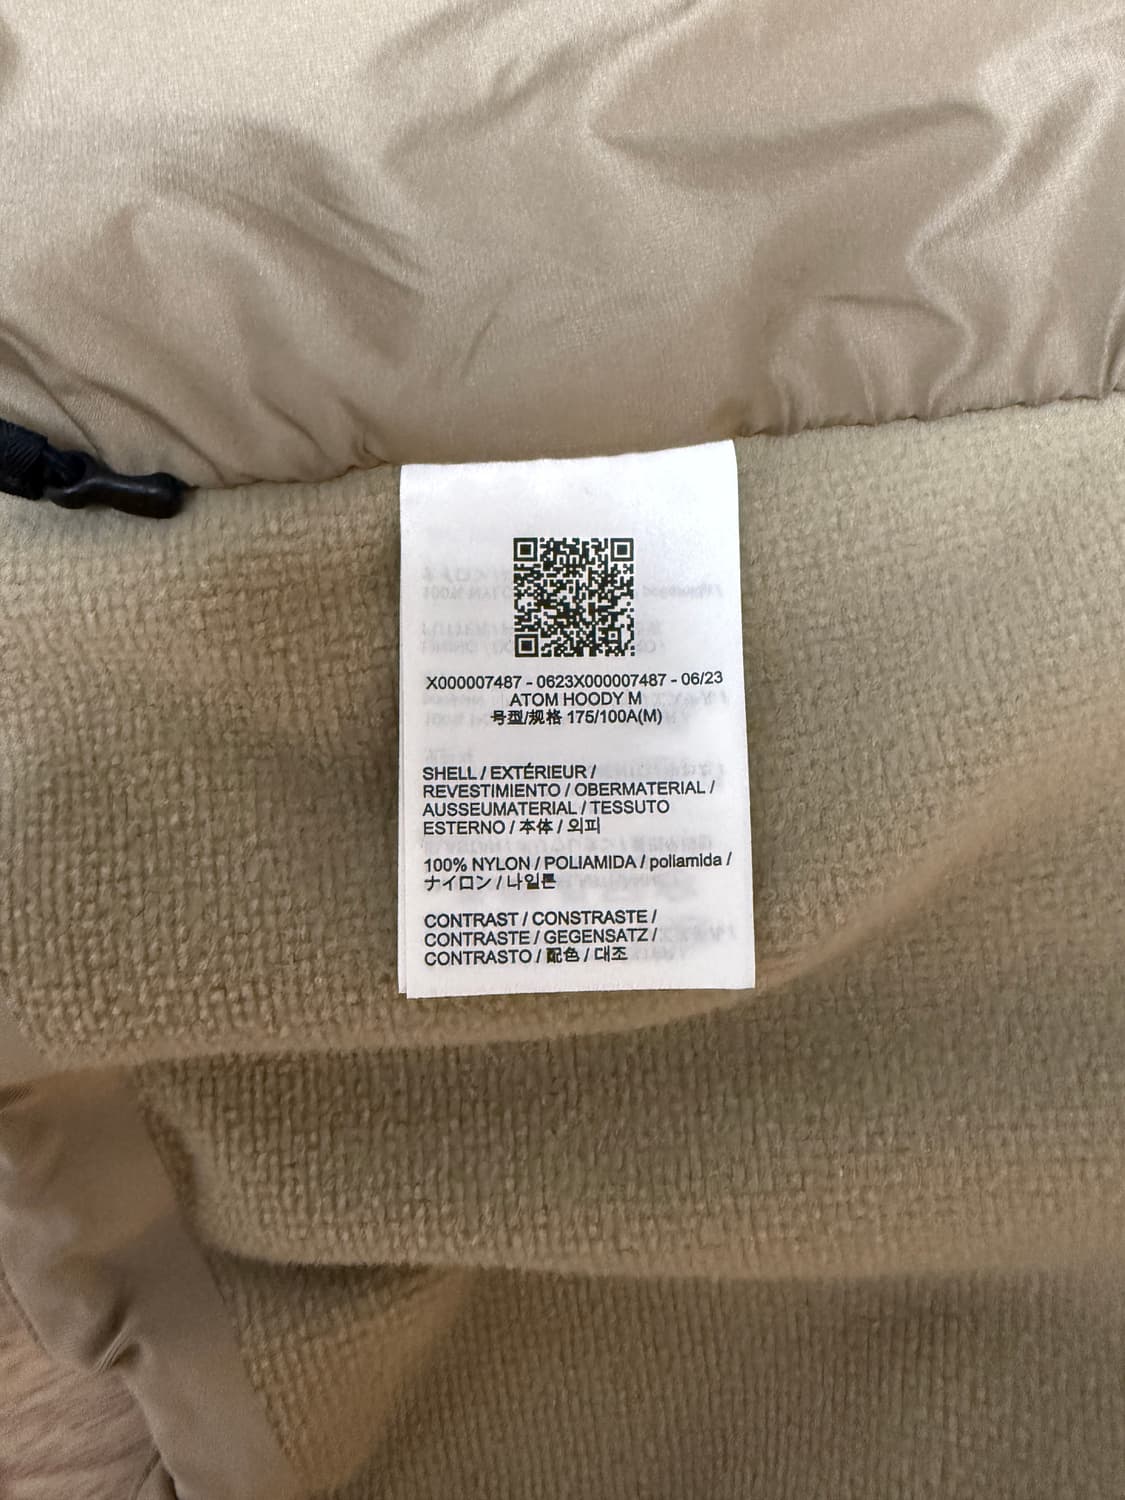 X000007487 - 0623X000007487 - 06/23
ATOM HOODY M
号型/规格 175/100A(M)
SHELL / EXTÉRIEUR /
REVESTIMIENTO / OBERMATERIAL /
AUSSEUMATERIAL / TESSUTO
ESTERNO / 本体 / 외피
100% NYLON / POLIAMIDA / poliamida /
ナイロン / 나일론
CONTRAST / CONSTRASTE /
CONTRASTE / GEGENSATZ /
CONTRASTO / 配色 / 대조